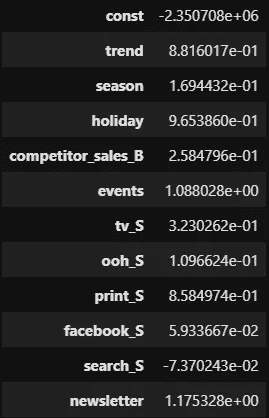 const -2.350708e+06
trend 8.816017e-01
season 1.694432e-01
holiday 9.653860e-01
competitor_sales_B 2.584796e-01
events 1.088028e+00
tv_S 3.230262e-01
ooh_S 1.096624e-01
print_S 8.584974e-01
facebook_S 5.933667e-02
search_S -7.370243e-02
newsletter 1.175328e+00